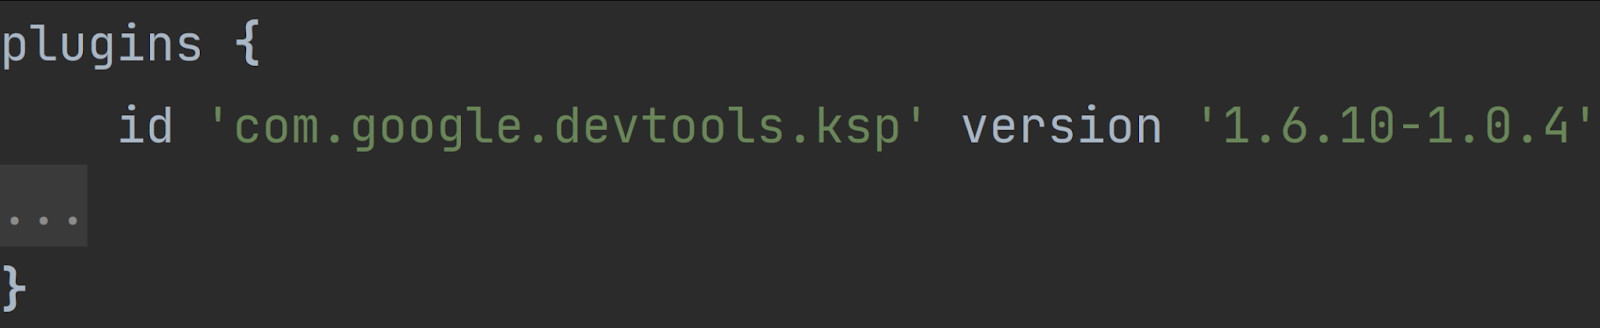 plugins {
id 'com.google.devtools.ksp' version '1.6.10-1.0.4'
...
}